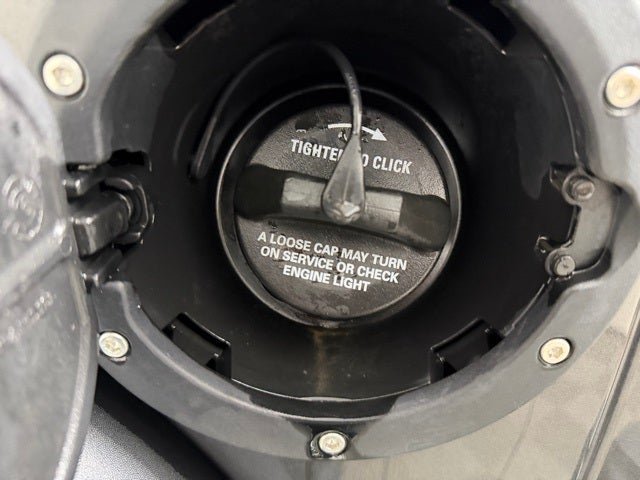 TIGHTEN TO CLICK
A LOOSE CAP MAY TURN
ON SERVICE OR CHECK
ENGINE LIGHT